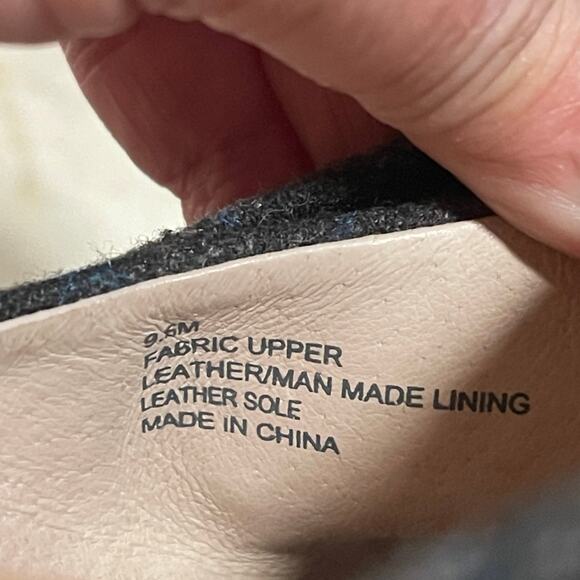 9.5M
FABRIC UPPER
LEATHER/MAN MADE LINING
LEATHER SOLE
MADE IN CHINA